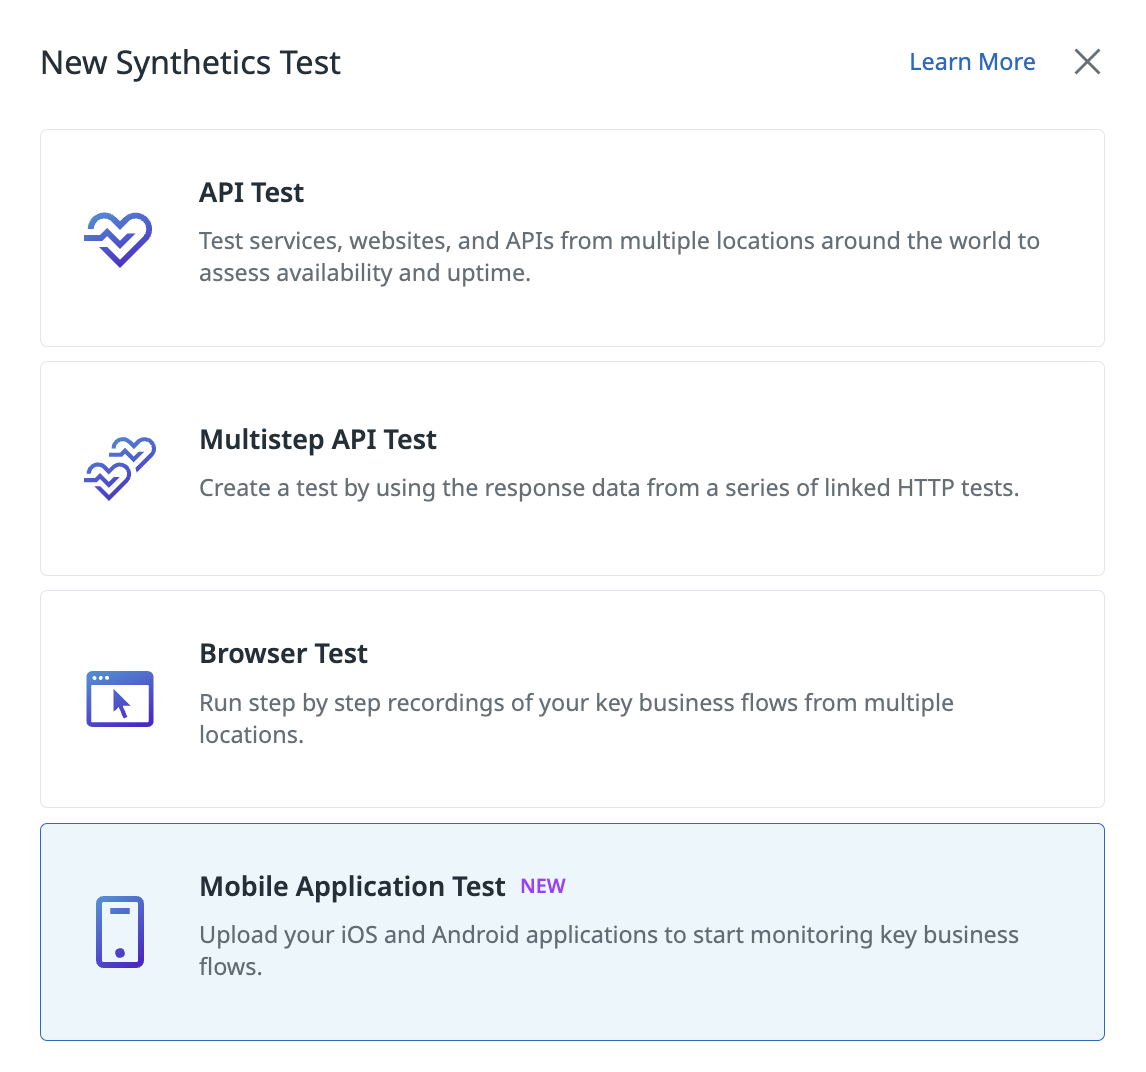 New Synthetics Test
Learn More
API Test
Test services, websites, and APIs from multiple locations around the world to
assess availability and uptime.
Multistep API Test
Create a test by using the response data from a series of linked HTTP tests.
Browser Test
Run step by step recordings of your key business flows from multiple
locations.
Mobile Application Test NEW
Upload your iOS and Android applications to start monitoring key business
flows.